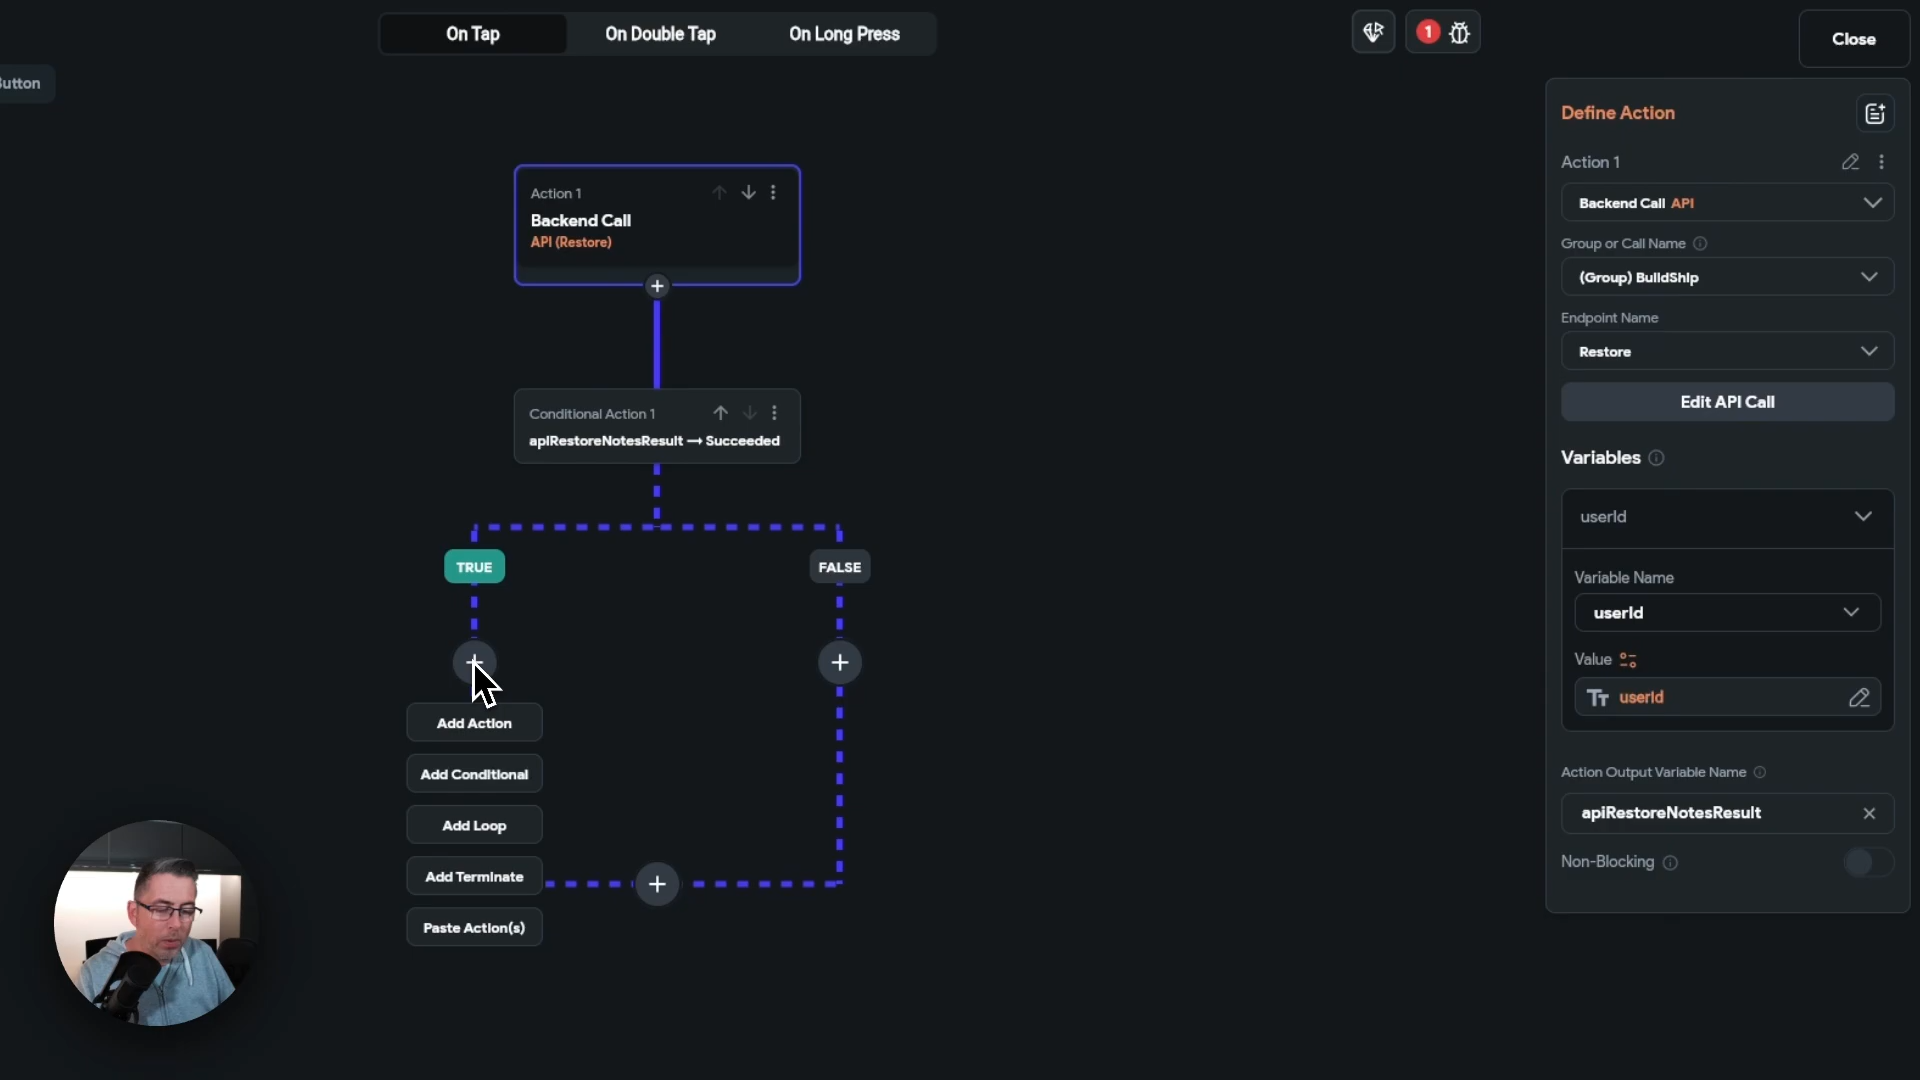 On Tap
On Double Tap
On Long Press
1
Close
Button
Define Action
Action 1
Backend Call API
Group or Call Name
(Group) BuildShip
Endpoint Name
Restore
Edit API Call
Variables
userId
Variable Name
userId
Value
userId
Action Output Variable Name
apiRestoreNotesResult
Non-Blocking
Action 1
Backend Call
API (Restore)
Conditional Action 1
apiRestoreNotesResult → Succeeded
TRUE
FALSE
Add Action
Add Conditional
Add Loop
Add Terminate
Paste Action(s)